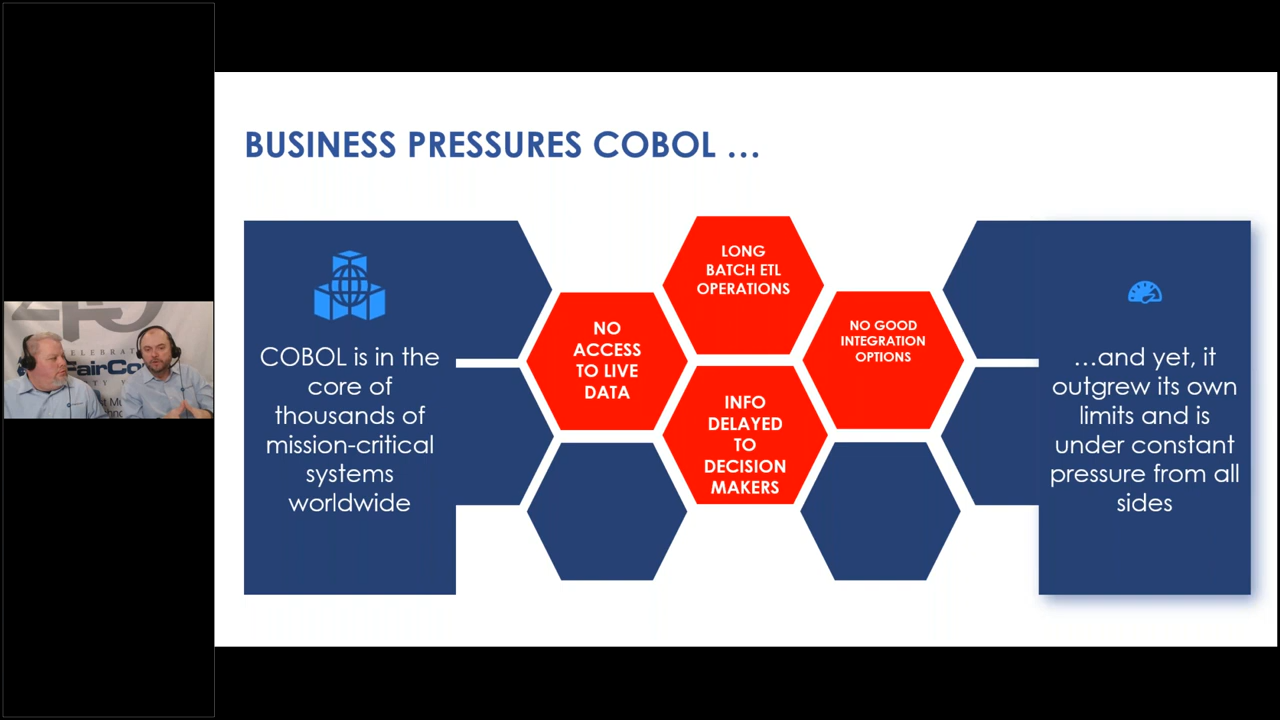 BUSINESS PRESSURES COBOL …
COBOL is in the
core of
thousands of
mission-critical
systems
worldwide
NO
ACCESS
TO LIVE
DATA
LONG
BATCH ETL
OPERATIONS
INFO
DELAYED
TO
DECISION
MAKERS
NO GOOD
INTEGRATION
OPTIONS
…and yet, it
outgrew its own
limits and is
under constant
pressure from all
sides